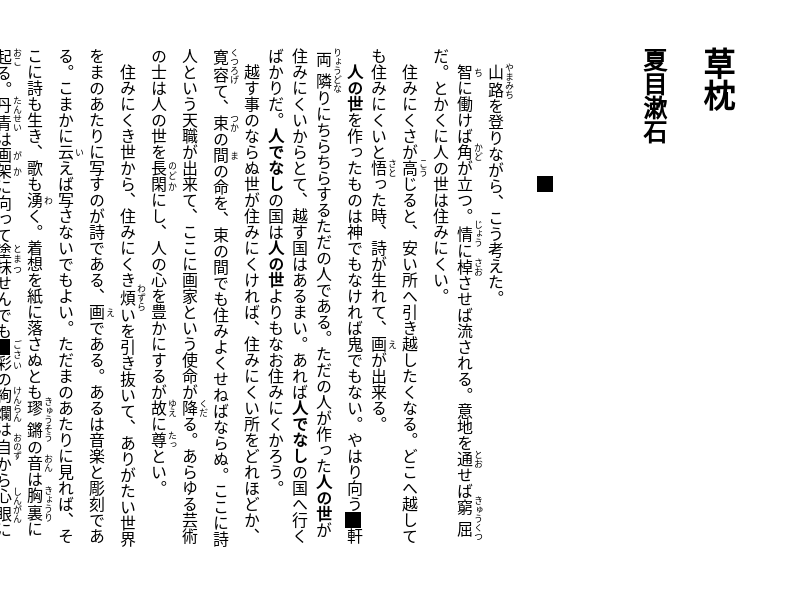 草枕
夏目漱石
■
山路を登りながら、こう考えた。
智に働けば角が立つ。情に棹させば流される。意地を通せば窮屈
だ。とかくに人の世は住みにくい。
住みにくさが高じると、安い所へ引き越したくなる。どこへ越して
も住みにくいと悟った時、詩が生れて、画が出来る。
人の世を作ったものは神でもなければ鬼でもない。やはり向う■軒
両隣りにちらちらするただの人である。ただの人が作った人の世が
住みにくいからとて、越す国はあるまい。あれば人でなしの国へ行く
ばかりだ。人でなしの国は人の世よりもなお住みにくかろう。
越す事のならぬ世が住みにくければ、住みにくい所をどれほどか、
寛容て、束の間の命を、束の間でも住みよくせねばならぬ。ここに詩
人という天職が出来て、ここに画家という使命が降る。あらゆる芸術
の士は人の世を長閑にし、人の心を豊かにするが故に尊とい。
住みにくき世から、住みにくき煩いを引き抜いて、ありがたい世界
をまのあたりに写すのが詩である、画である。あるは音楽と彫刻であ
る。こまかに云えば写さないでもよい。ただまのあたりに見れば、そ
こに詩も生き、歌も湧く。着想を紙に落さぬとも璆鏘の音は胸裏に
起る。丹青は画架に向って塗抹せんでも■彩の絢爛は自から心眼に